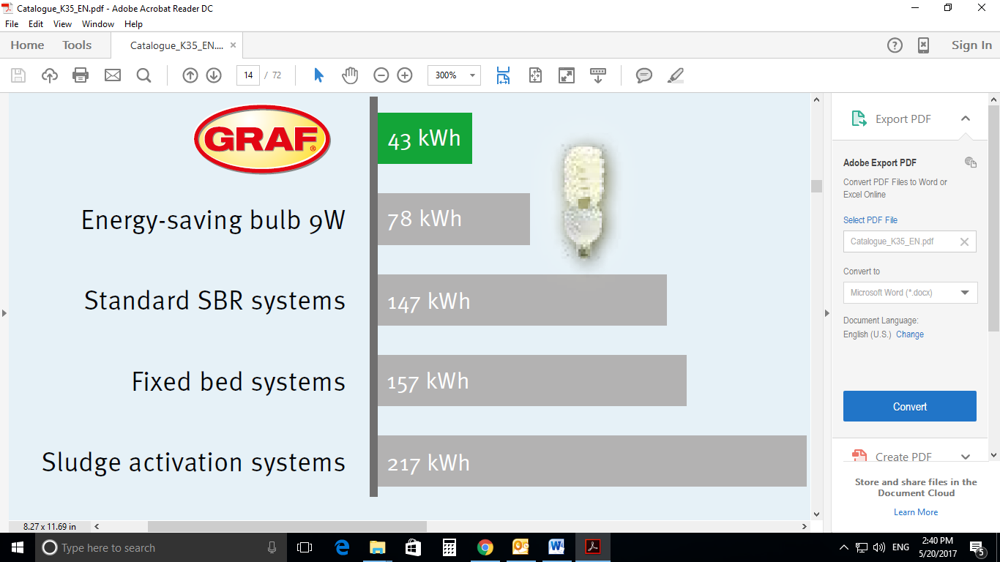 Catalogue_K35_EN.pdf - Adobe Acrobat Reader DC
File Edit View Window Help
Home Tools Catalogue_K35_EN.... × Sign In
14 / 72 300%
GRAF®
43 kWh
Energy-saving bulb 9W 78 kWh
Standard SBR systems 147 kWh
Fixed bed systems 157 kWh
Sludge activation systems 217 kWh
8.27 x 11.69 in
Export PDF
Adobe Export PDF
Convert PDF Files to Word or
Excel Online
Select PDF File
Catalogue_K35_EN.pdf
Convert to
Microsoft Word (*.docx)
Document Language:
English (U.S.) Change
Convert
Create PDF
Store and share files in the
Document Cloud
Learn More
Type here to search
ENG
2:40 PM
5/20/2017
5